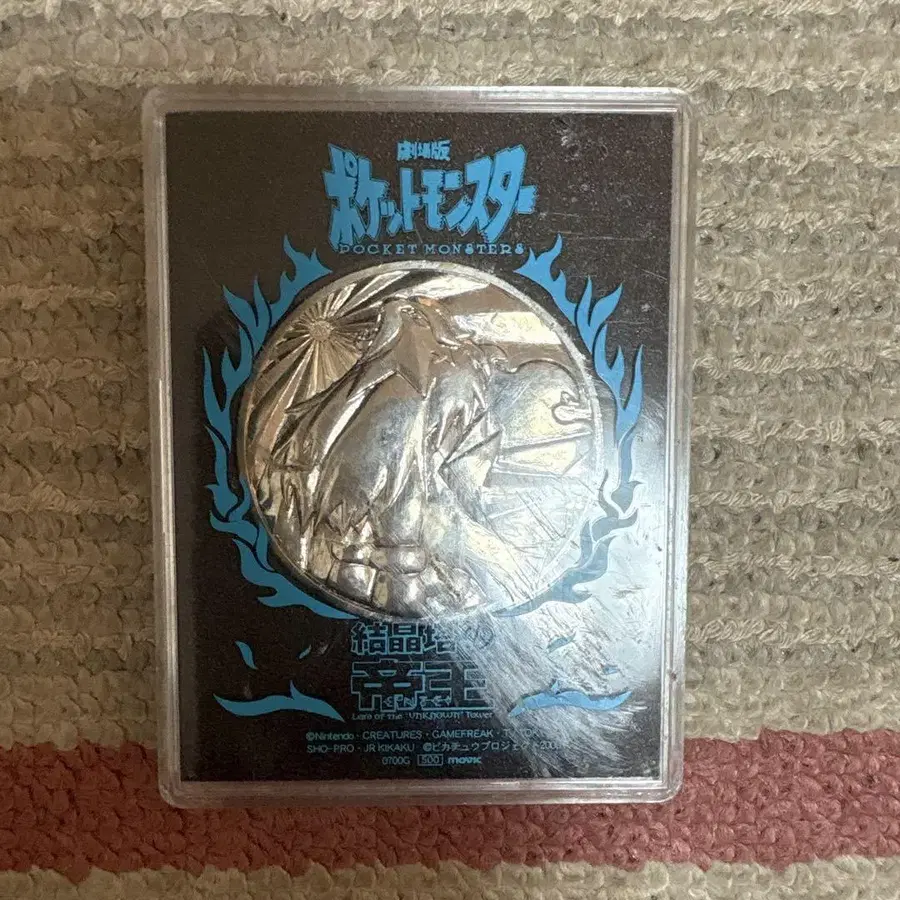 劇場版
ポケットモンスター
POCKET MONSTERS
結晶塔の
帝王
ENTEI
Lord of the "UNKNOWN" Tower
©Nintendo・CREATURES・GAMEFREAK・TV TOKYO
SHO-PRO・JR KIKAKU ©ピカチュウプロジェクト2000
0700G 500 movic